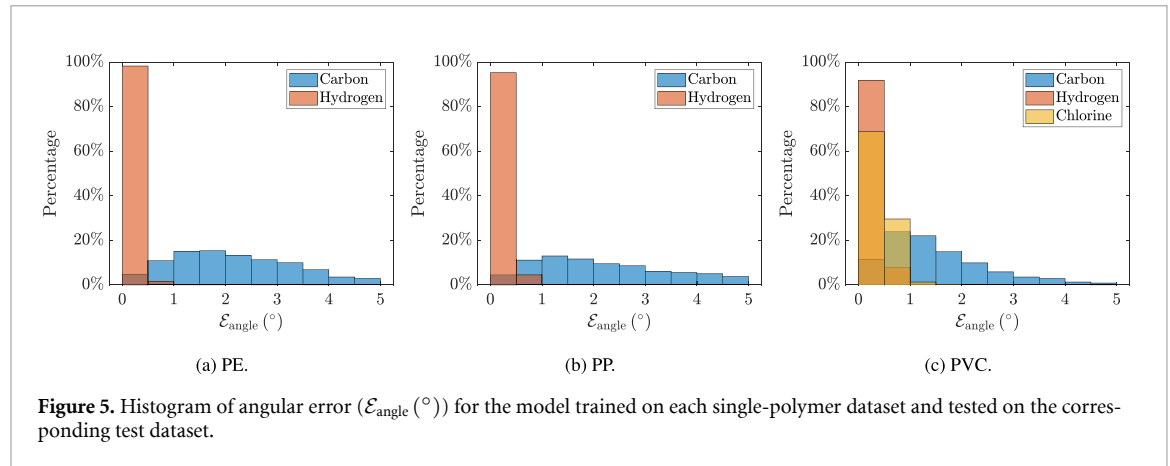 100%
80%
60%
40%
20%
0%
Percentage
Carbon
Hydrogen
0 1 2 3 4 5
ℰangle (°)
(a) PE.
100%
80%
60%
40%
20%
0%
Percentage
Carbon
Hydrogen
0 1 2 3 4 5
ℰangle (°)
(b) PP.
100%
80%
60%
40%
20%
0%
Percentage
Carbon
Hydrogen
Chlorine
0 1 2 3 4 5
ℰangle (°)
(c) PVC.
Figure 5. Histogram of angular error (ℰangle (°)) for the model trained on each single-polymer dataset and tested on the corres-
ponding test dataset.